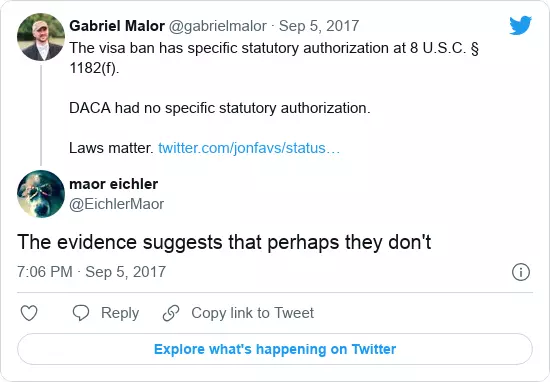 Gabriel Malor @gabrielmalor · Sep 5, 2017
The visa ban has specific statutory authorization at 8 U.S.C. §
1182(f).
DACA had no specific statutory authorization.
Laws matter. twitter.com/jonfavs/status…
maor eichler
@EichlerMaor
The evidence suggests that perhaps they don't
7:06 PM · Sep 5, 2017
Reply
Copy link to Tweet
Explore what's happening on Twitter